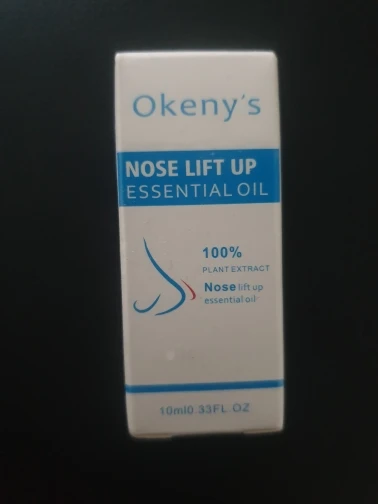 Okeny's
NOSE LIFT UP
ESSENTIAL OIL
100%
PLANT EXTRACT
Nose lift up
essential oil
10ml0.33FL.OZ